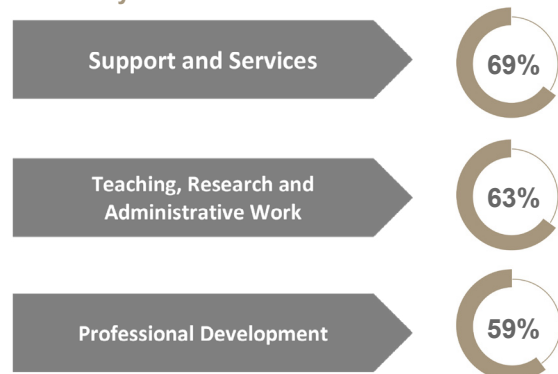 Support and Services
69%
Teaching, Research and
Administrative Work
63%
Professional Development
59%